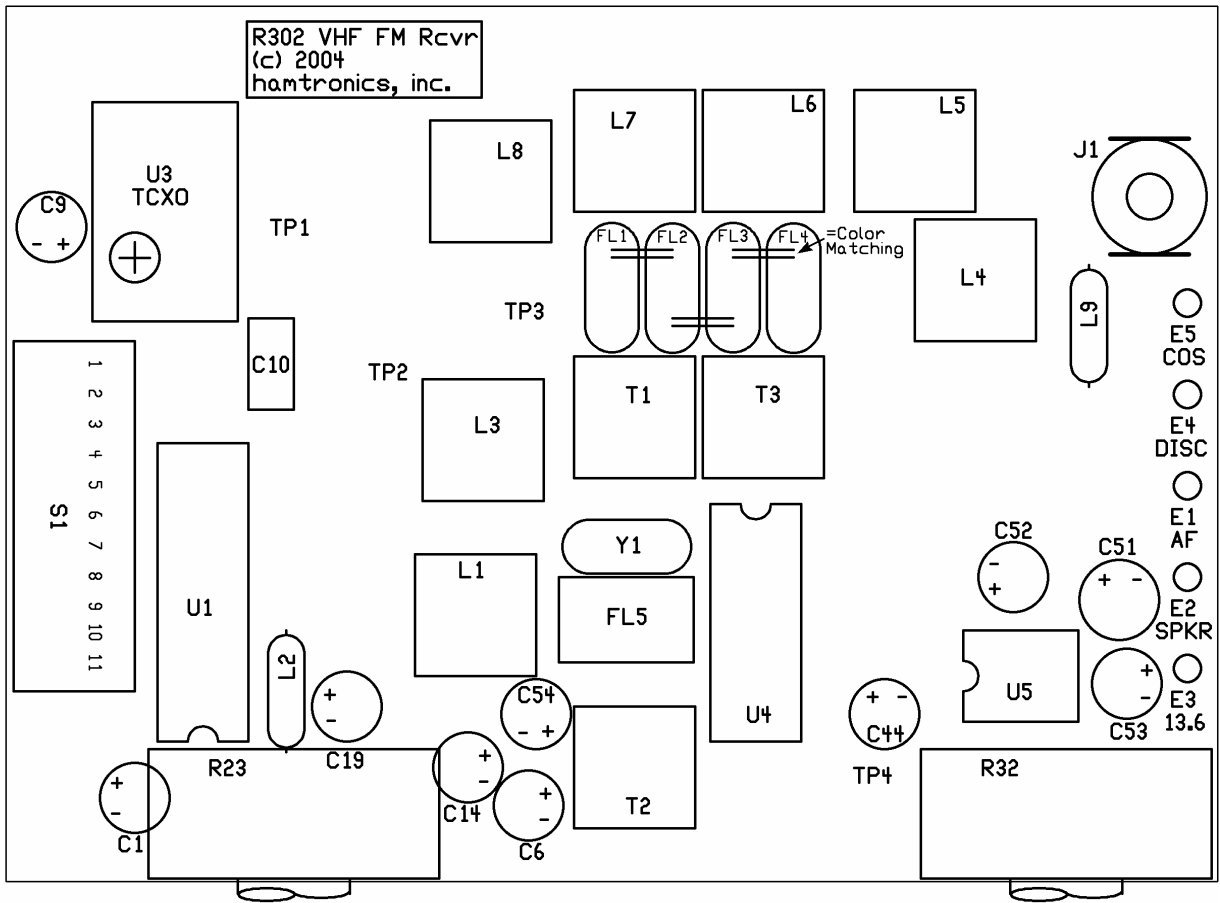 R302 VHF FM Rcvr
(c) 2004
hamtronics, inc.
L7
L6
L5
L8
J1
U3
TCXO
C9
- +
TP1
FL1
FL2
FL3
FL4
=Color
Matching
L4
TP3
L9
E5
COS
C10
TP2
1
2
3
4
5
6
7
8
9
10
11
S1
L3
T1
T3
E4
DISC
E1
AF
C52
-
+
C51
+ -
Y1
L1
FL5
U1
E2
SPKR
L2
+
-
C19
C54
- +
U4
+ -
C44
U5
+
-
C53
E3
13.6
R23
+
-
C14
TP4
R32
+
-
C1
+
-
C6
T2